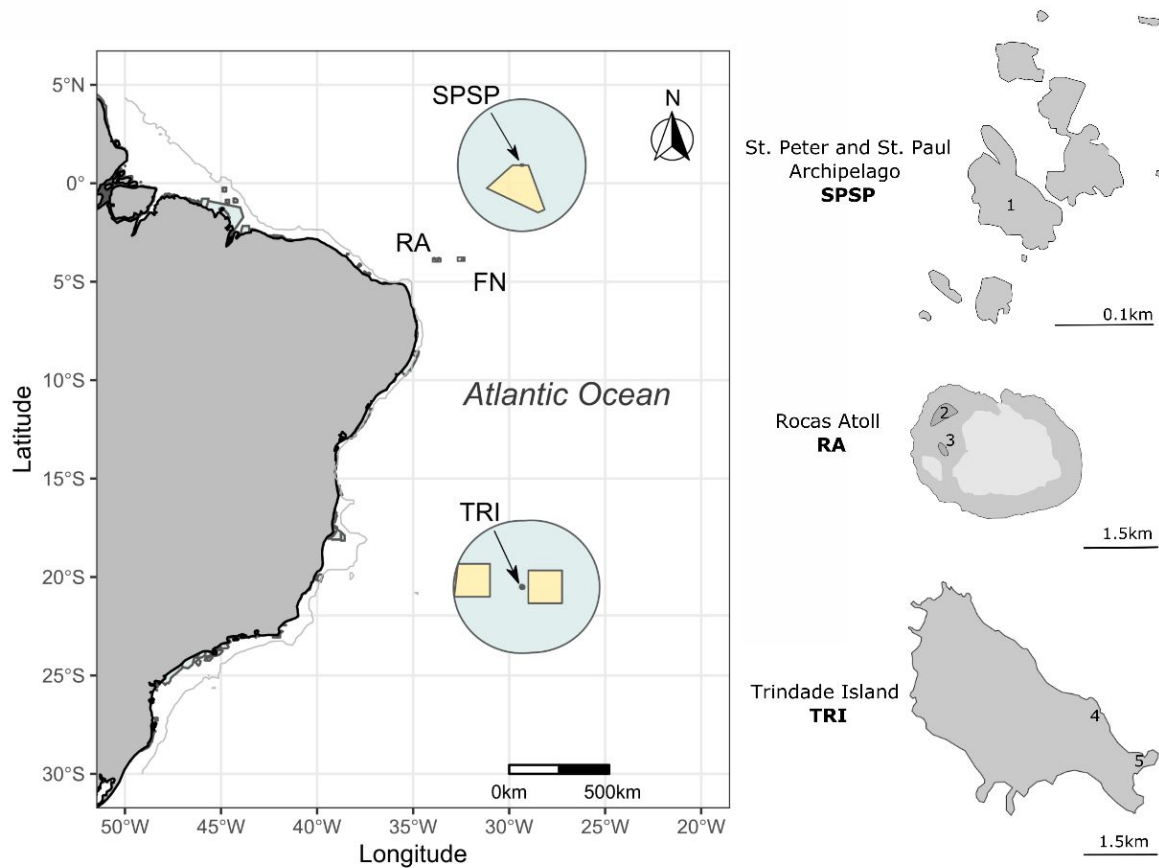 5°N
0°
5°S
10°S
15°S
20°S
25°S
30°S
Latitude
SPSP
N
RA
FN
Atlantic Ocean
TRI
0km 500km
50°W 45°W 40°W 35°W 30°W 25°W 20°W
Longitude
St. Peter and St. Paul
Archipelago
SPSP
1
0.1km
Rocas Atoll
RA
2
3
1.5km
Trindade Island
TRI
4
5
1.5km